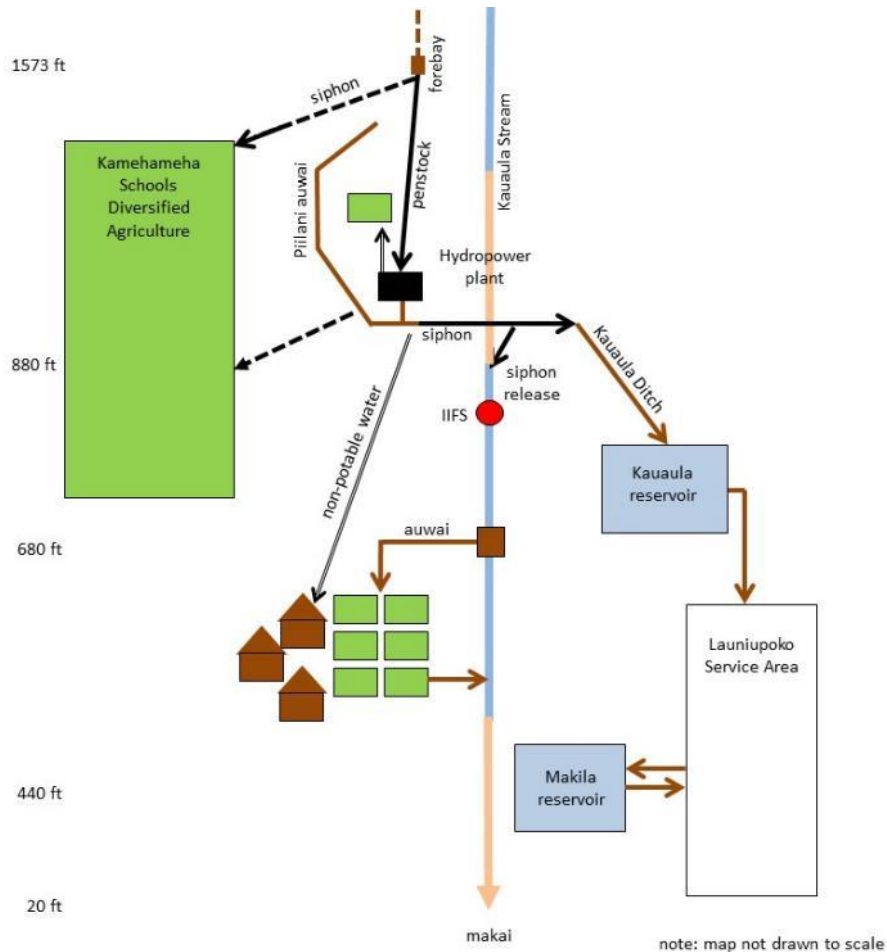 1573 ft
forebay
siphon
Kamehameha
Schools
Diversified
Agriculture
Piilani auwai
penstock
Kauaula Stream
Hydropower
plant
siphon
880 ft
siphon
release
Kauaula Ditch
IIFS
non-potable water
Kauaula
reservoir
680 ft
auwai
Launiupoko
Service Area
440 ft
Makila
reservoir
20 ft
makai
note: map not drawn to scale